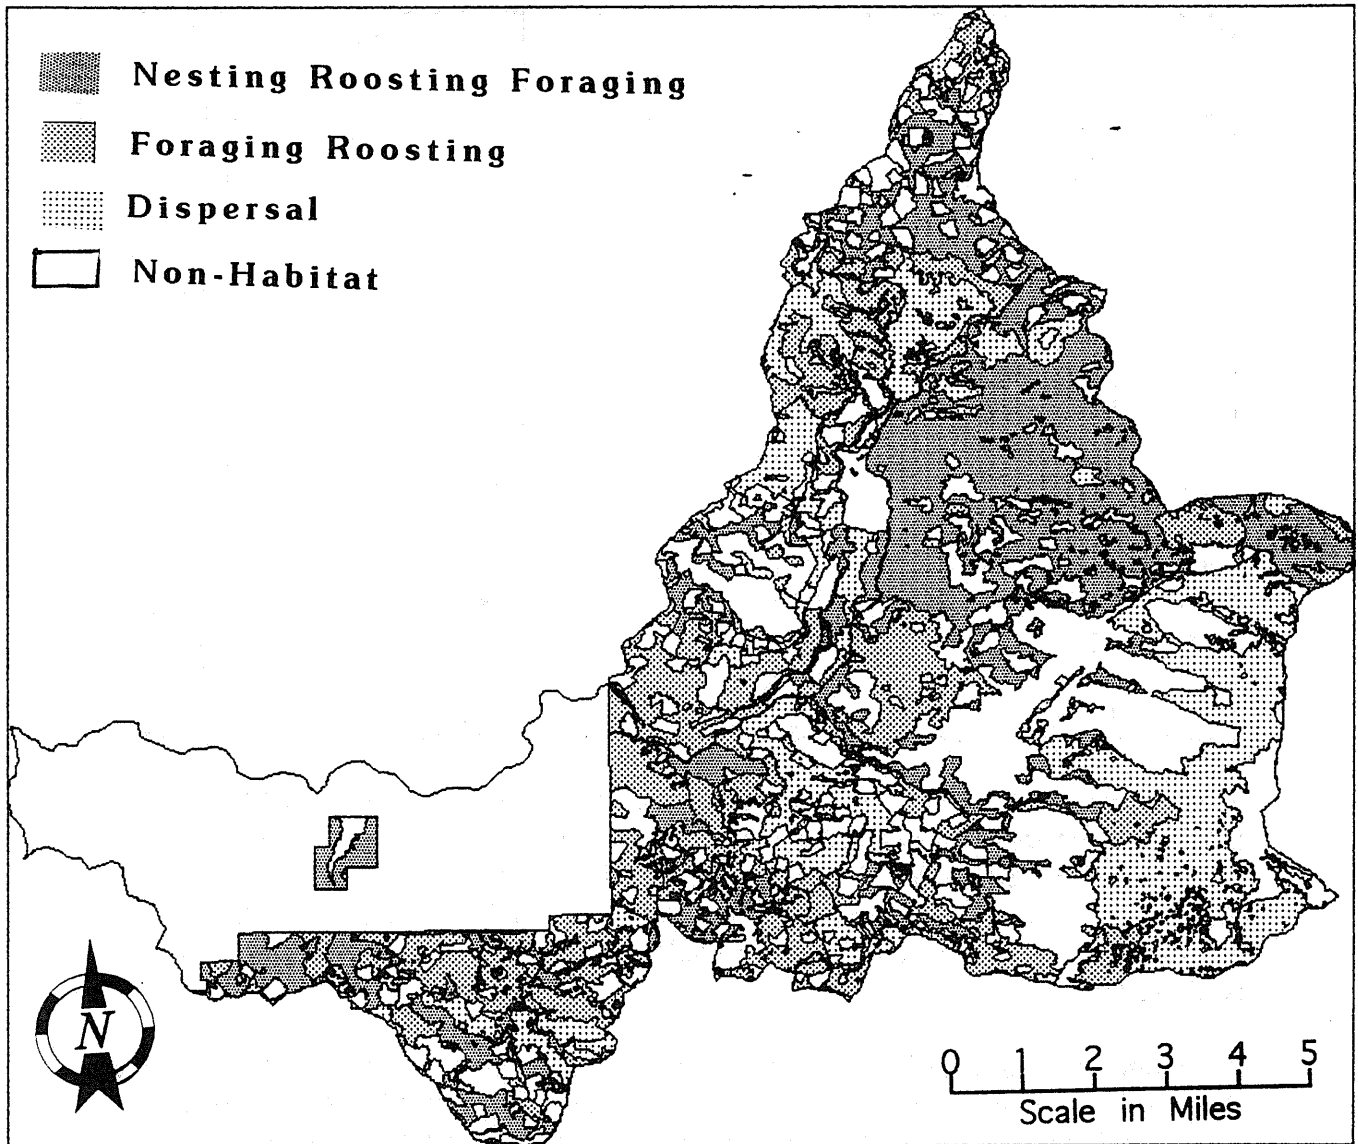 Nesting Roosting Foraging
Foraging Roosting
Dispersal
Non-Habitat
N
0 1 2 3 4 5
Scale in Miles